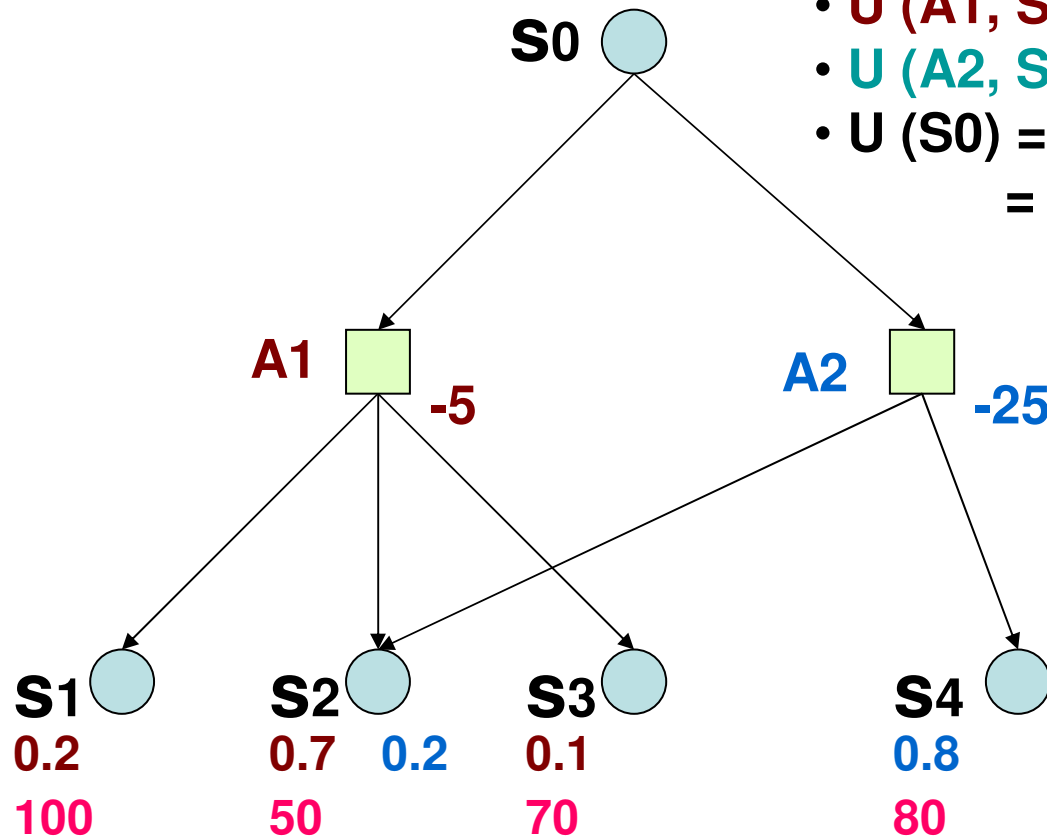 S0
• U (A1, S
• U (A2, S
• U (S0) =
=
A1
-5
A2
-25
S1
S2
S3
S4
0.2
0.7
0.2
0.1
0.8
100
50
70
80